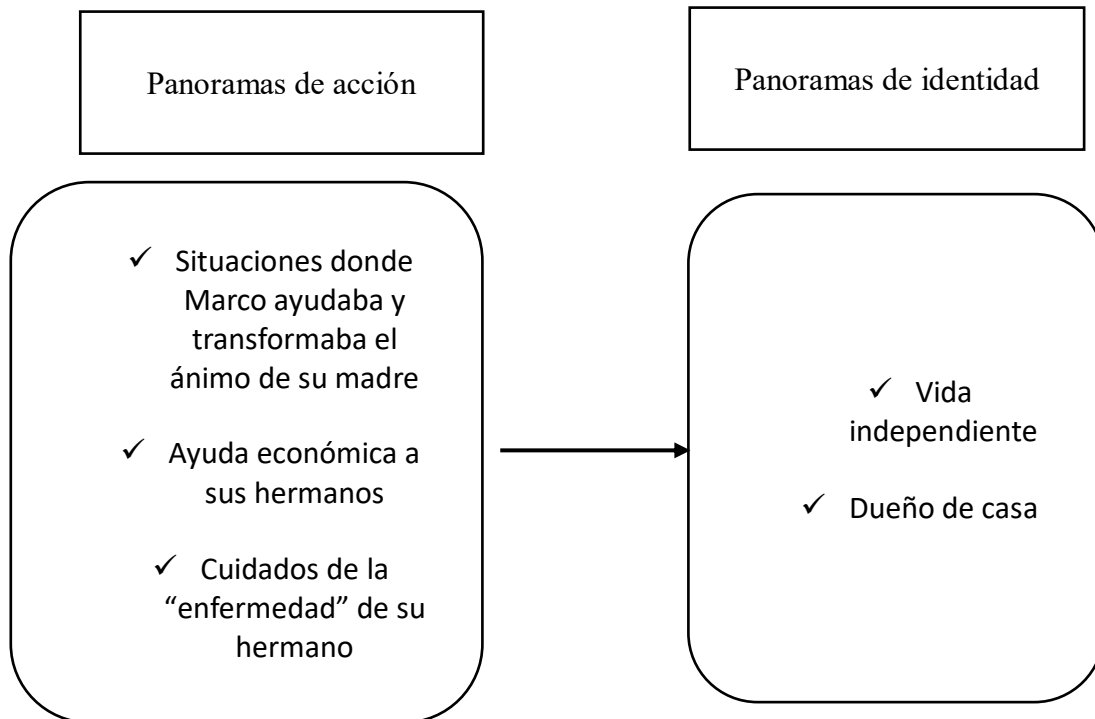 Panoramas de acción
Panoramas de identidad
✓ Situaciones donde
Marco ayudaba y
transformaba el
ánimo de su madre
✓ Ayuda económica a
sus hermanos
✓ Cuidados de la
“enfermedad” de su
hermano
✓ Vida
independiente
✓ Dueño de casa